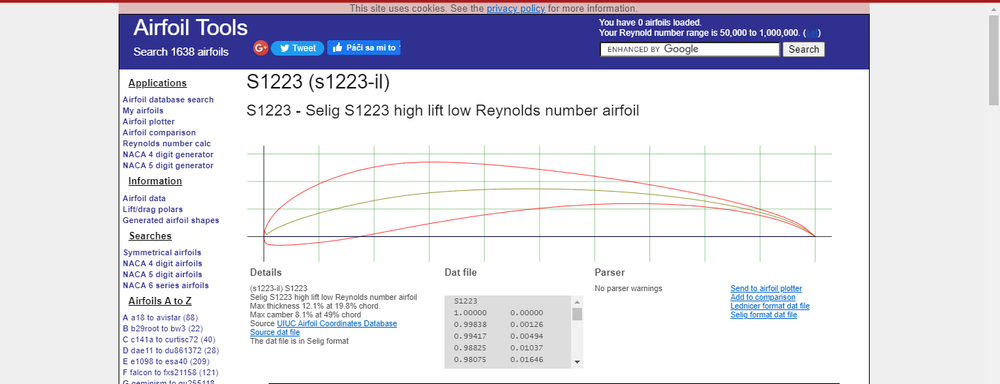 This site uses cookies. See the privacy policy for more information.
Airfoil Tools
Search 1638 airfoils
G+
Tweet
Páči sa mi to
You have 0 airfoils loaded.
Your Reynold number range is 50,000 to 1,000,000. (set)
ENHANCED BY Google
Search
Applications
Airfoil database search
My airfoils
Airfoil plotter
Airfoil comparison
Reynolds number calc
NACA 4 digit generator
NACA 5 digit generator
Information
Airfoil data
Lift/drag polars
Generated airfoil shapes
Searches
Symmetrical airfoils
NACA 4 digit airfoils
NACA 5 digit airfoils
NACA 6 series airfoils
Airfoils A to Z
A a18 to avistar (88)
B b29root to bw3 (22)
C c141a to curtisc72 (40)
D dae11 to du861372 (28)
E e1098 to esa40 (209)
F falcon to fxs21158 (121)
G geminism to gu255118
S1223 (s1223-il)
S1223 - Selig S1223 high lift low Reynolds number airfoil
Details
(s1223-il) S1223
Selig S1223 high lift low Reynolds number airfoil
Max thickness 12.1% at 19.8% chord.
Max camber 8.1% at 49% chord
Source UIUC Airfoil Coordinates Database
Source dat file
The dat file is in Selig format
Dat file
S1223
1.00000 0.00000
0.99838 0.00126
0.99417 0.00494
0.98825 0.01037
0.98075 0.01646
Parser
No parser warnings
Send to airfoil plotter
Add to comparison
Lednicer format dat file
Selig format dat file